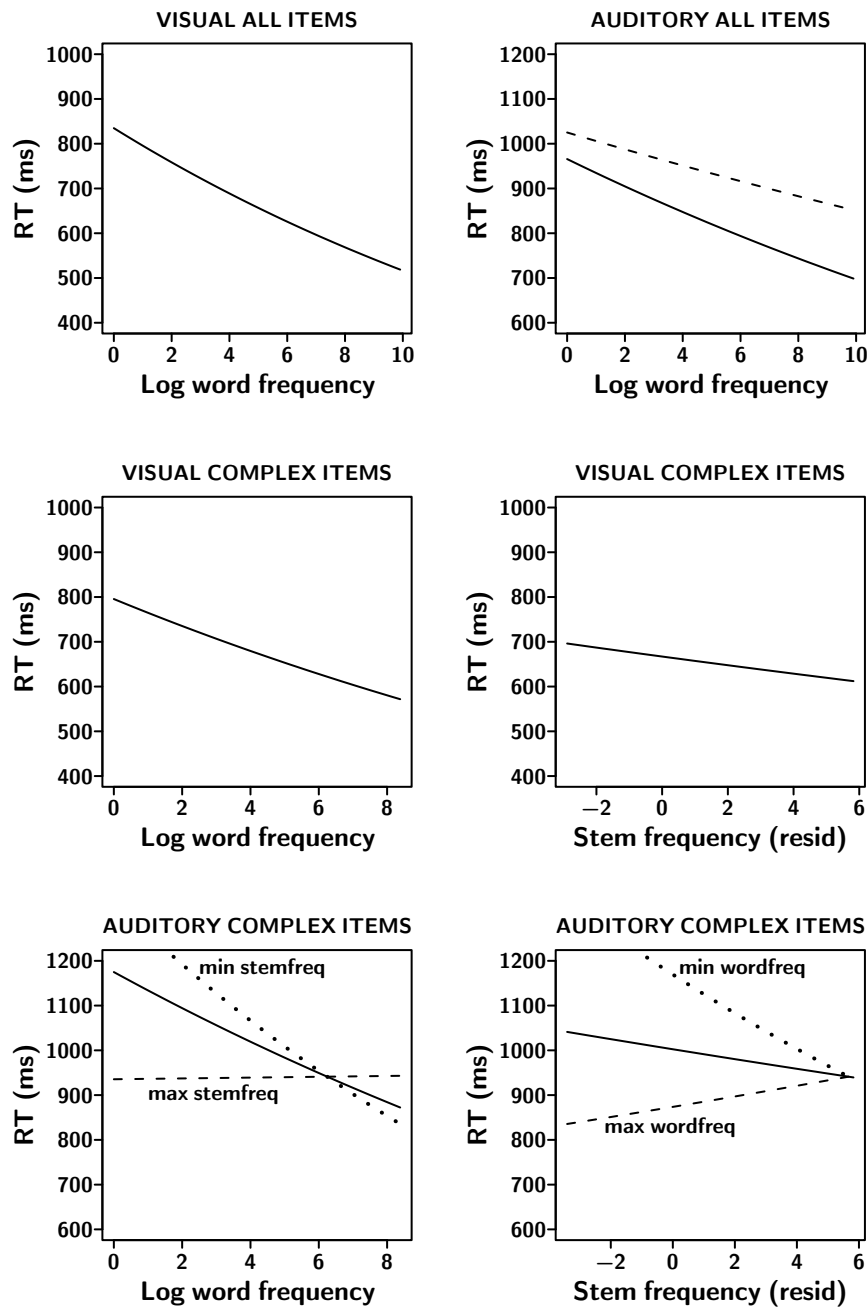 VISUAL ALL ITEMS
RT (ms)
1000
900
800
700
600
500
400
0 2 4 6 8 10
Log word frequency
AUDITORY ALL ITEMS
RT (ms)
1200
1100
1000
900
800
700
600
0 2 4 6 8 10
Log word frequency
VISUAL COMPLEX ITEMS
RT (ms)
1000
900
800
700
600
500
400
0 2 4 6 8
Log word frequency
VISUAL COMPLEX ITEMS
RT (ms)
1000
900
800
700
600
500
400
−2 0 2 4 6
Stem frequency (resid)
AUDITORY COMPLEX ITEMS
RT (ms)
1200
1100
1000
900
800
700
600
min stemfreq
max stemfreq
0 2 4 6 8
Log word frequency
AUDITORY COMPLEX ITEMS
RT (ms)
1200
1100
1000
900
800
700
600
min wordfreq
max wordfreq
−2 0 2 4 6
Stem frequency (resid)